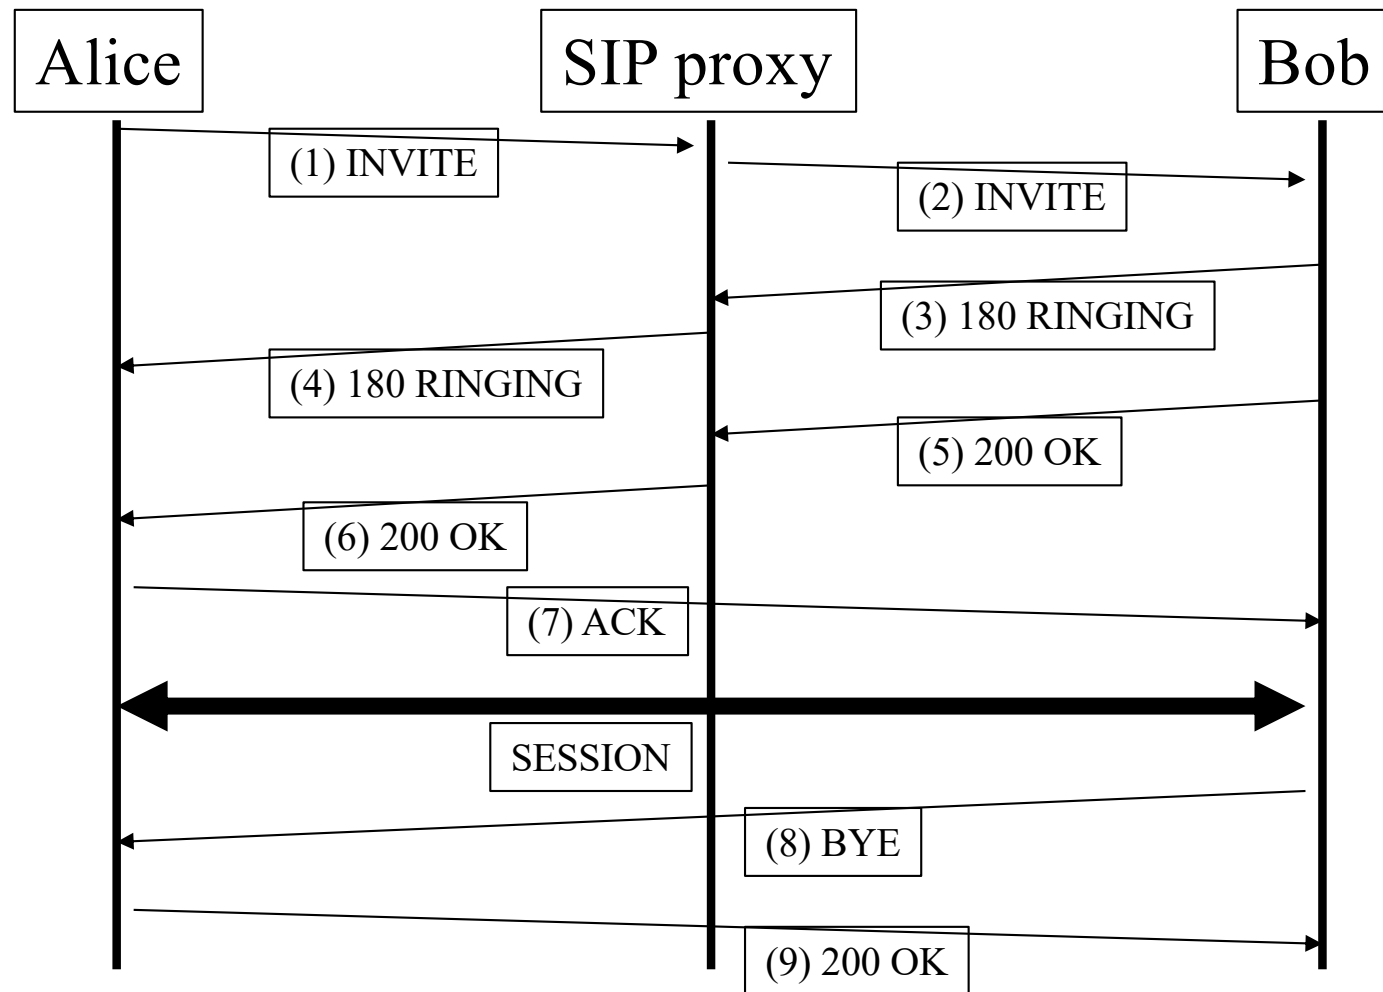 Alice
SIP proxy
Bob
(1) INVITE
(2) INVITE
(3) 180 RINGING
(4) 180 RINGING
(5) 200 OK
(6) 200 OK
(7) ACK
SESSION
(8) BYE
(9) 200 OK